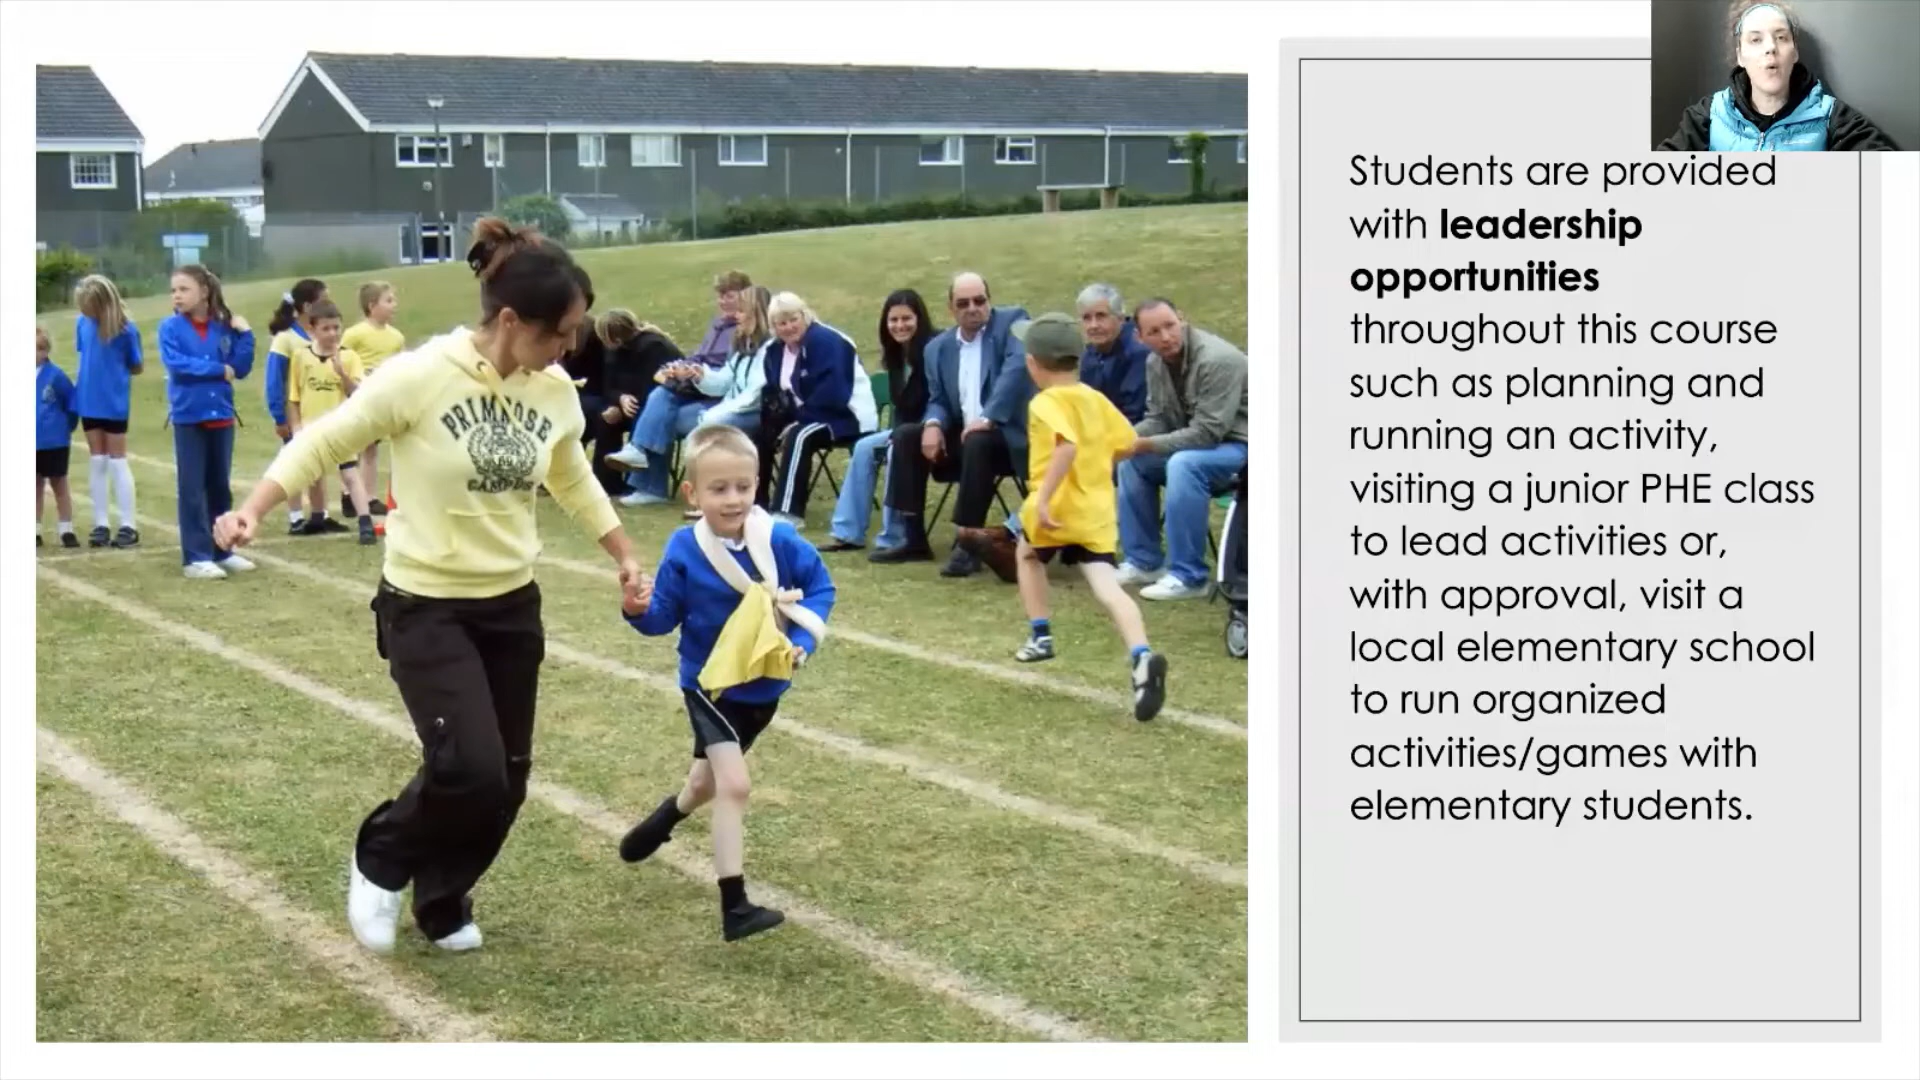 PRIMROSE
CAMPUS
Students are provided
with leadership
opportunities
throughout this course
such as planning and
running an activity,
visiting a junior PHE class
to lead activities or,
with approval, visit a
local elementary school
to run organized
activities/games with
elementary students.